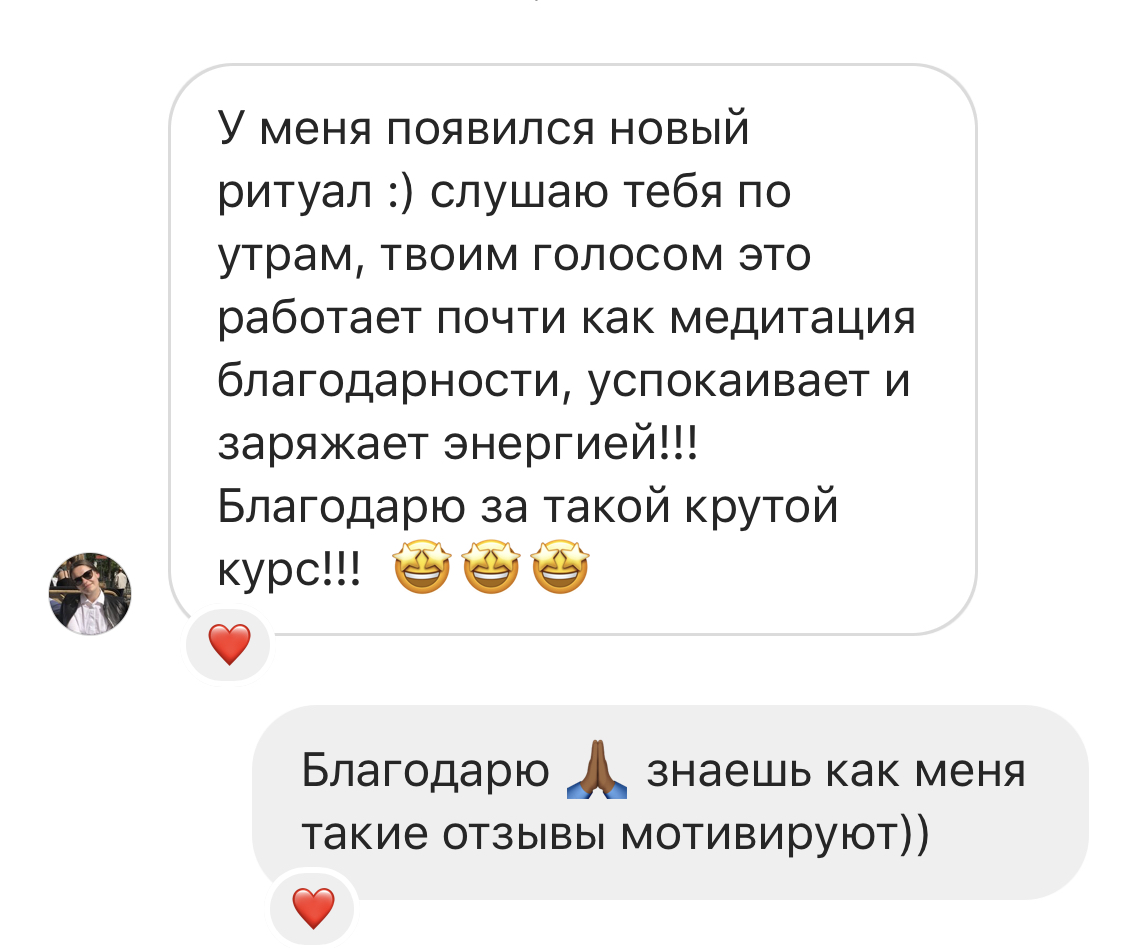 У меня появился новый
ритуал :) слушаю тебя по
утрам, твоим голосом это
работает почти как медитация
благодарности, успокаивает и
заряжает энергией!!!
Благодарю за такой крутой
курс!!! 🤩🤩🤩
❤️
Благодарю 🙏🏾 знаешь как меня
такие отзывы мотивируют))
❤️